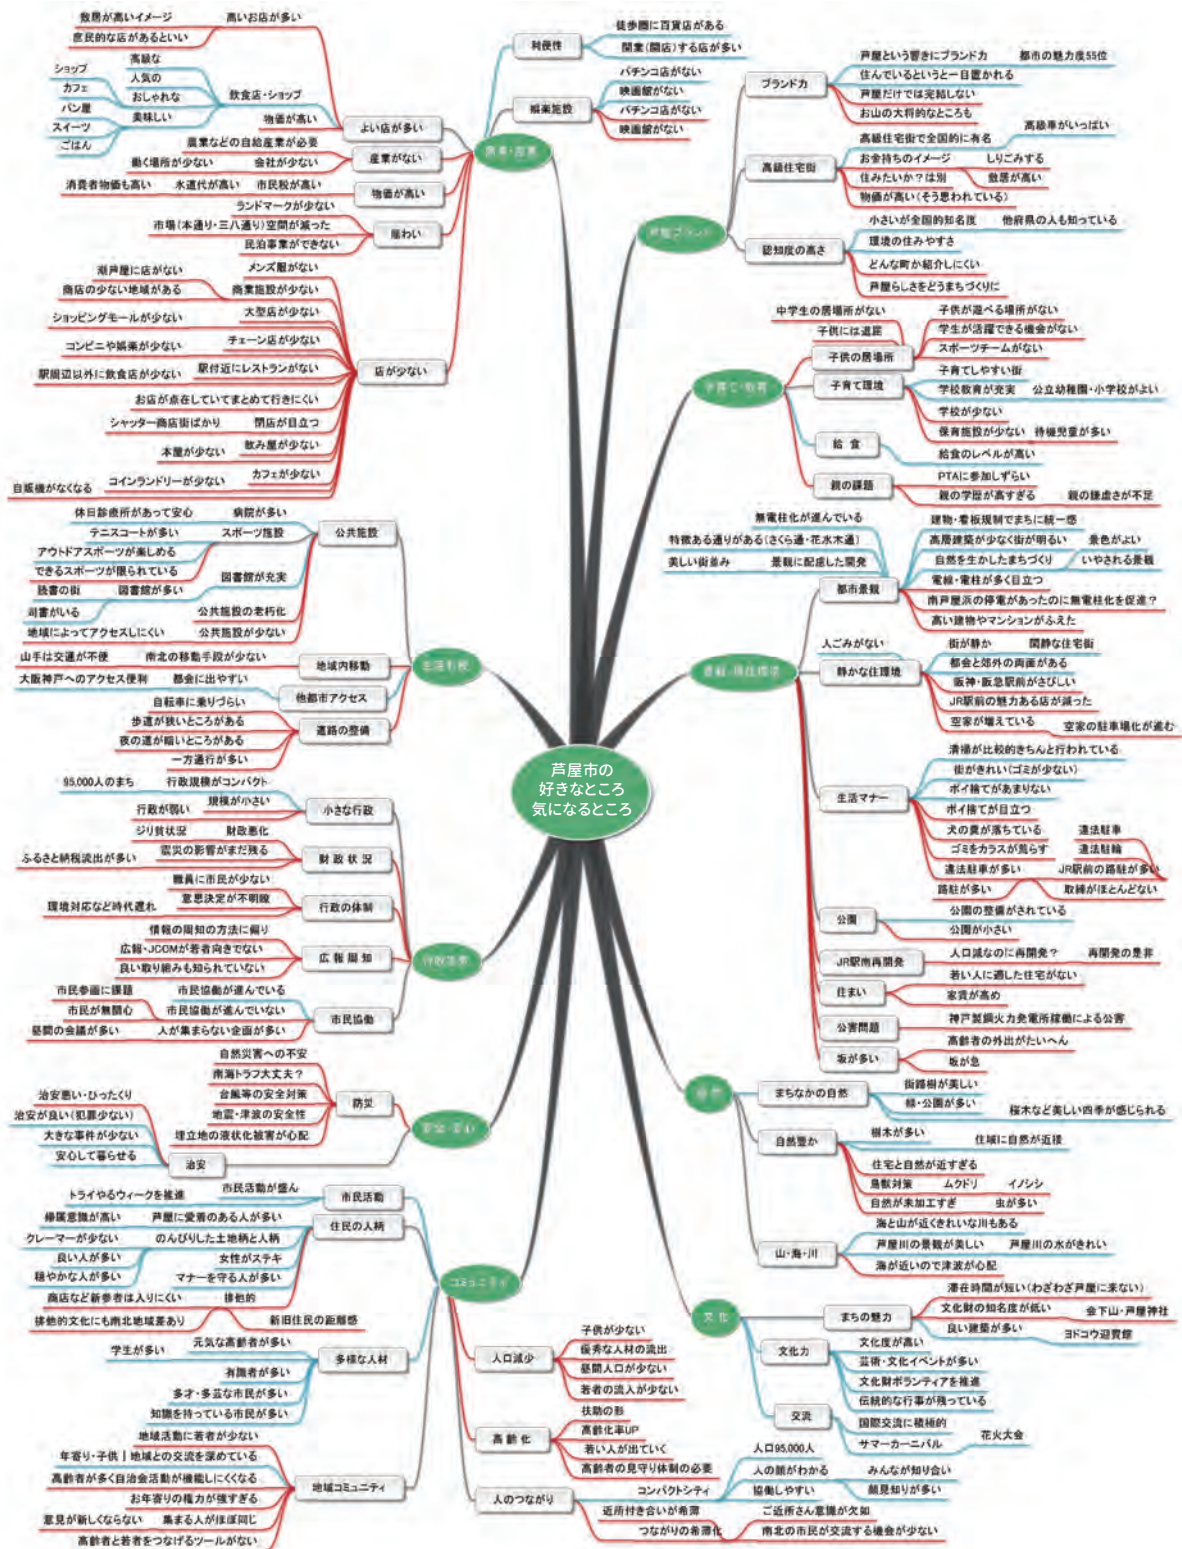 芦屋市の
好きなところ
気になるところ
商業・産業
利便性
徒歩圏に百貨店がある
開業(開店)する店が多い
娯楽施設
パチンコ店がない
映画館がない
パチンコ店がない
映画館がない
よい店が多い
敷居が高いイメージ
高いお店が多い
庶民的な店があるといい
ショップ
カフェ
パン屋
スイーツ
ごはん
高級な
人気の
おしゃれな
美味しい
飲食店・ショップ
物価が高い
産業がない
農業などの自給産業が必要
働く場所が少ない
会社が少ない
物価が高い
消費者物価も高い
水道代が高い
市民税が高い
賑わい
ランドマークが少ない
市場(本通り・三八通り)空間が減った
民泊事業ができない
店が少ない
潮芦屋に店がない
メンズ服がない
商店の少ない地域がある
商業施設が少ない
ショッピングモールが少ない
大型店が少ない
コンビニや娯楽が少ない
チェーン店が少ない
駅周辺以外に飲食店が少ない
駅付近にレストランがない
お店が点在していてまとめて行きにくい
シャッター商店街ばかり
閉店が目立つ
本屋が少ない
飲み屋が少ない
カフェが少ない
自販機がなくなる
コインランドリーが少ない
芦屋ブランド
ブランド力
芦屋という響きにブランド力
都市の魅力度55位
住んでいるというと一目置かれる
芦屋だけでは完結しない
お山の大将的なところも
高級住宅街
高級住宅街で全国的に有名
高級車がいっぱい
お金持ちのイメージ
しりごみする
住みたいか？は別
敷居が高い
物価が高い(そう思われている)
認知度の高さ
小さいが全国的知名度
他府県の人も知っている
環境の住みやすさ
どんな町か紹介しにくい
芦屋らしさをどうまちづくりに
子育て・教育
子供の居場所
中学生の居場所がない
子供には退屈
子供が遊べる場所がない
学生が活躍できる機会がない
スポーツチームがない
子育て環境
子育てしやすい街
学校教育が充実
公立幼稚園・小学校がよい
学校が少ない
保育施設が少ない
待機児童が多い
給食
給食のレベルが高い
親の課題
PTAに参加しずらい
親の学歴が高すぎる
親の謙虚さが不足
生活利便
公共施設
休日診療所があって安心
病院が多い
テニスコートが多い
スポーツ施設
アウトドアスポーツが楽しめる
できるスポーツが限られている
読書の街
図書館が多い
図書館が充実
司書がいる
公共施設の老朽化
地域によってアクセスしにくい
公共施設が少ない
地域内移動
山手は交通が不便
南北の移動手段が少ない
他都市アクセス
大阪神戸へのアクセス便利
都会に出やすい
道路の整備
自転車に乗りづらい
歩道が狭いところがある
夜の道が暗いところがある
一方通行が多い
景観・居住環境
都市景観
無電柱化が進んでいる
特徴ある通りがある(さくら通・花水木通)
美しい街並み
景観に配慮した開発
建物・看板規制でまちに統一感
高層建築が少なく街が明るい
景色がよい
自然を生かしたまちづくり
いやされる景観
電線・電柱が多く目立つ
南芦屋浜の停電があったのに無電柱化を促進？
高い建物やマンションがふえた
静かな住環境
人ごみがない
街が静か
閑静な住宅街
都会と郊外の両面がある
阪神・阪急駅前がさびしい
JR駅前の魅力ある店が減った
空家が増えている
空家の駐車場化が進む
生活マナー
清掃が比較的きちんと行われている
街がきれい(ゴミが少ない)
ポイ捨てがあまりない
ポイ捨てが目立つ
犬の糞が落ちている
ゴミをカラスが荒らす
違法駐車
違法駐輪
違法駐車が多い
JR駅前の路駐が多い
路駐が多い
取締がほとんどない
公園
公園の整備がされている
公園が小さい
JR駅南再開発
人口減なのに再開発？
再開発の是非
住まい
若い人に適した住宅がない
家賃が高め
公害問題
神戸製鋼火力発電所稼働による公害
坂が多い
高齢者の外出がたいへん
坂が急
行政運営
小さな行政
95,000人のまち
行政規模がコンパクト
行政が弱い
規模が小さい
財政状況
ジリ貧状況
財政悪化
ふるさと納税流出が多い
震災の影響がまだ残る
行政の体制
職員に市民が少ない
環境対応など時代遅れ
意思決定が不明瞭
広報周知
情報の周知の方法に偏り
広報・JCOMが若者向きでない
良い取り組みも知られていない
市民協働
市民参画に課題
市民協働が進んでいる
市民が無関心
市民協働が進んでいない
昼間の会議が多い
人が集まらない企画が多い
安全・安心
防災
自然災害への不安
南海トラフ大丈夫？
台風等の安全対策
地震・津波の安全性
埋立地の液状化被害が心配
治安
治安悪い・ひったくり
治安が良い(犯罪少ない)
大きな事件が少ない
安心して暮らせる
自然
まちなかの自然
街路樹が美しい
緑・公園が多い
桜木など美しい四季が感じられる
自然豊か
樹木が多い
住域に自然が近接
住宅と自然が近すぎる
鳥獣対策
ムクドリ
イノシシ
自然が未加工すぎ
虫が多い
山・海・川
海と山が近くきれいな川もある
芦屋川の景観が美しい
芦屋川の水がきれい
海が近いので津波が心配
コミュニティ
市民活動
トライやるウィークを推進
市民活動が盛ん
住民の人柄
帰属意識が高い
芦屋に愛着のある人が多い
クレーマーが少ない
のんびりした土地柄と人柄
良い人が多い
女性がステキ
穏やかな人が多い
マナーを守る人が多い
商店など新参者は入りにくい
排他的
排他的文化にも南北地域差あり
新旧住民の距離感
多様な人材
学生が多い
元気な高齢者が多い
有識者が多い
多才・多芸な市民が多い
知識を持っている市民が多い
地域コミュニティ
地域活動に若者が少ない
年寄り・子供｜地域との交流を深めている
高齢者が多く自治会活動が機能しにくくなる
お年寄りの権力が強すぎる
意見が新しくならない
集まる人がほぼ同じ
高齢者と若者をつなげるツールがない
人口減少
子供が少ない
優秀な人材の流出
昼間人口が少ない
若者の流入が少ない
高齢化
扶助の形
高齢化率UP
若い人が出ていく
高齢者の見守り体制の必要
人のつながり
コンパクトシティ
人口95,000人
人の顔がわかる
みんなが知り合い
協働しやすい
顔見知りが多い
近所付き合いが希薄
つながりの希薄化
ご近所さん意識が欠如
南北の市民が交流する機会が少ない
文化
まちの魅力
滞在時間が短い(わざわざ芦屋に来ない)
文化財の知名度が低い
会下山・芦屋神社
良い建築が多い
ヨドコウ迎賓館
文化力
文化度が高い
芸術・文化イベントが多い
文化財ボランティアを推進
伝統的な行事が残っている
交流
国際交流に積極的
サマーカーニバル
花火大会